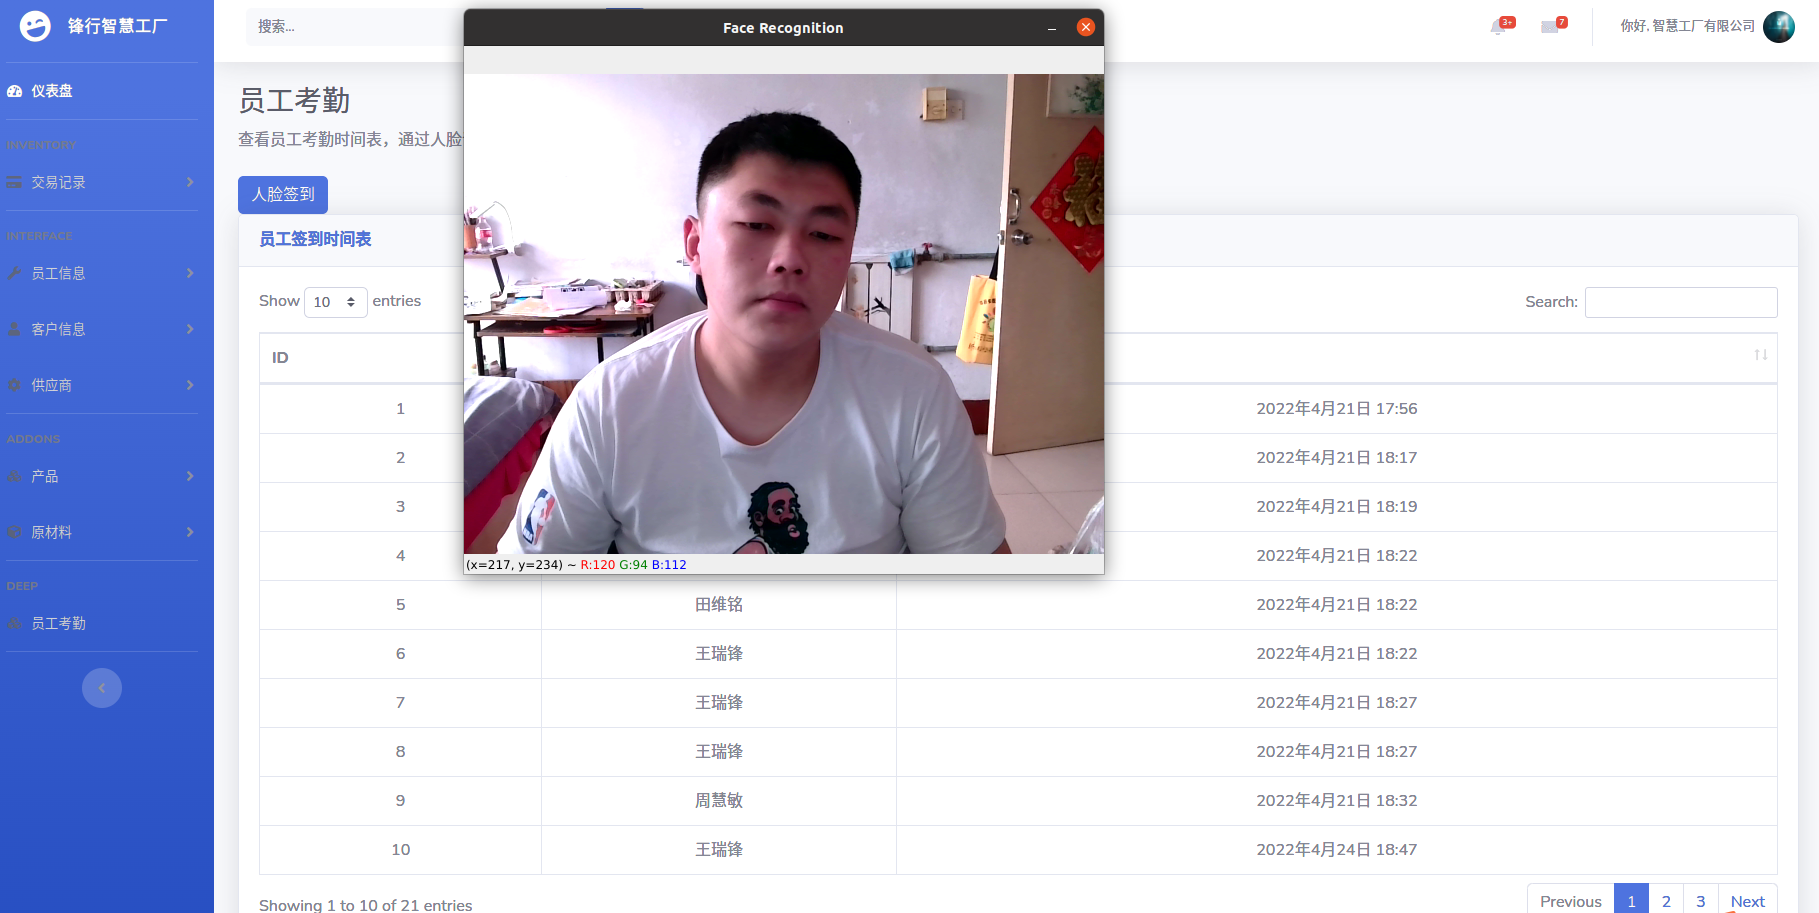 锋行智慧工厂
搜索...
Face Recognition
3+
7
你好, 智慧工厂有限公司
仪表盘
INVENTORY
交易记录
INTERFACE
员工信息
客户信息
供应商
ADDONS
产品
原材料
DEEP
员工考勤
员工考勤
查看员工考勤时间表，通过人脸
人脸签到
员工签到时间表
Show 10 entries
Search:
ID
1 2022年4月21日 17:56
2 2022年4月21日 18:17
3 2022年4月21日 18:19
4 2022年4月21日 18:22
(x=217, y=234) ~ R:120 G:94 B:112
5 田维铭 2022年4月21日 18:22
6 王瑞锋 2022年4月21日 18:22
7 王瑞锋 2022年4月21日 18:27
8 王瑞锋 2022年4月21日 18:27
9 周慧敏 2022年4月21日 18:32
10 王瑞锋 2022年4月24日 18:47
Showing 1 to 10 of 21 entries
Previous 1 2 3 Next